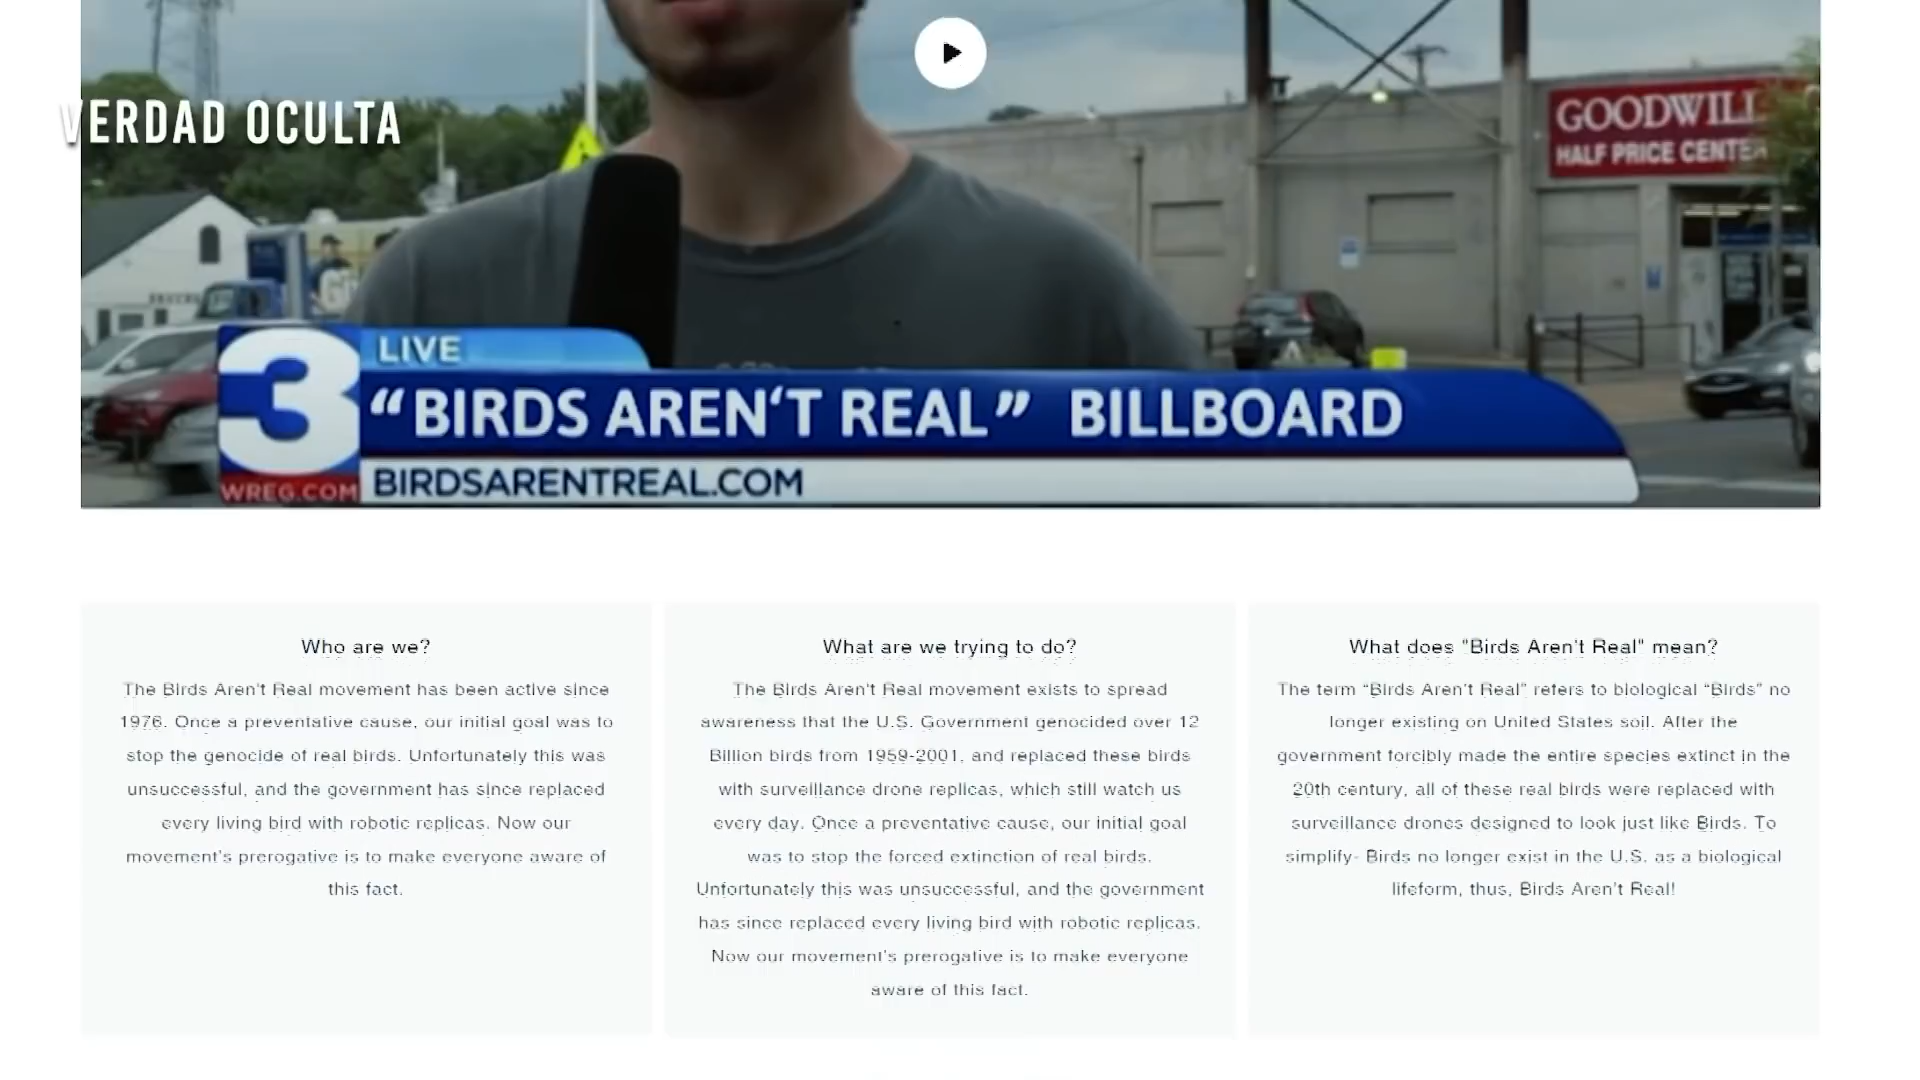 VERDAD OCULTA
GOODWILL
HALF PRICE CENTER
3
LIVE
“BIRDS AREN‘T REAL” BILLBOARD
WREG.COM
BIRDSARENTREAL.COM
Who are we?
The Birds Aren't Real movement has been active since
1976. Once a preventative cause, our initial goal was to
stop the genocide of real birds. Unfortunately this was
unsuccessful, and the government has since replaced
every living bird with robotic replicas. Now our
movement's prerogative is to make everyone aware of
this fact.
What are we trying to do?
The Birds Aren't Real movement exists to spread
awareness that the U.S. Government genocided over 12
Billion birds from 1959-2001, and replaced these birds
with surveillance drone replicas, which still watch us
every day. Once a preventative cause, our initial goal
was to stop the forced extinction of real birds.
Unfortunately this was unsuccessful, and the government
has since replaced every living bird with robotic replicas.
Now our movement's prerogative is to make everyone
aware of this fact.
What does "Birds Aren't Real" mean?
The term “Birds Aren't Real” refers to biological “Birds” no
longer existing on United States soil. After the
government forcibly made the entire species extinct in the
20th century, all of these real birds were replaced with
surveillance drones designed to look just like Birds. To
simplify- Birds no longer exist in the U.S. as a biological
lifeform, thus, Birds Aren't Real!